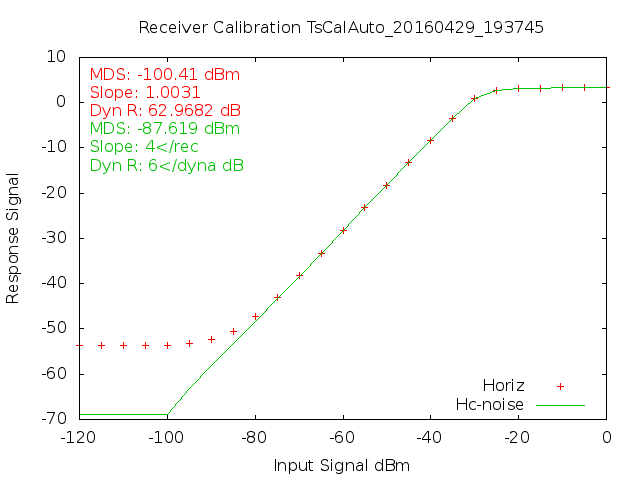 Receiver Calibration TsCalAuto_20160429_193745
10
0
-10
-20
-30
-40
-50
-60
-70
Response Signal
MDS: -100.41 dBm
Slope: 1.0031
Dyn R: 62.9682 dB
MDS: -87.619 dBm
Slope: 4</rec
Dyn R: 6</dyna dB
Horiz
Hc-noise
-120 -100 -80 -60 -40 -20 0
Input Signal dBm